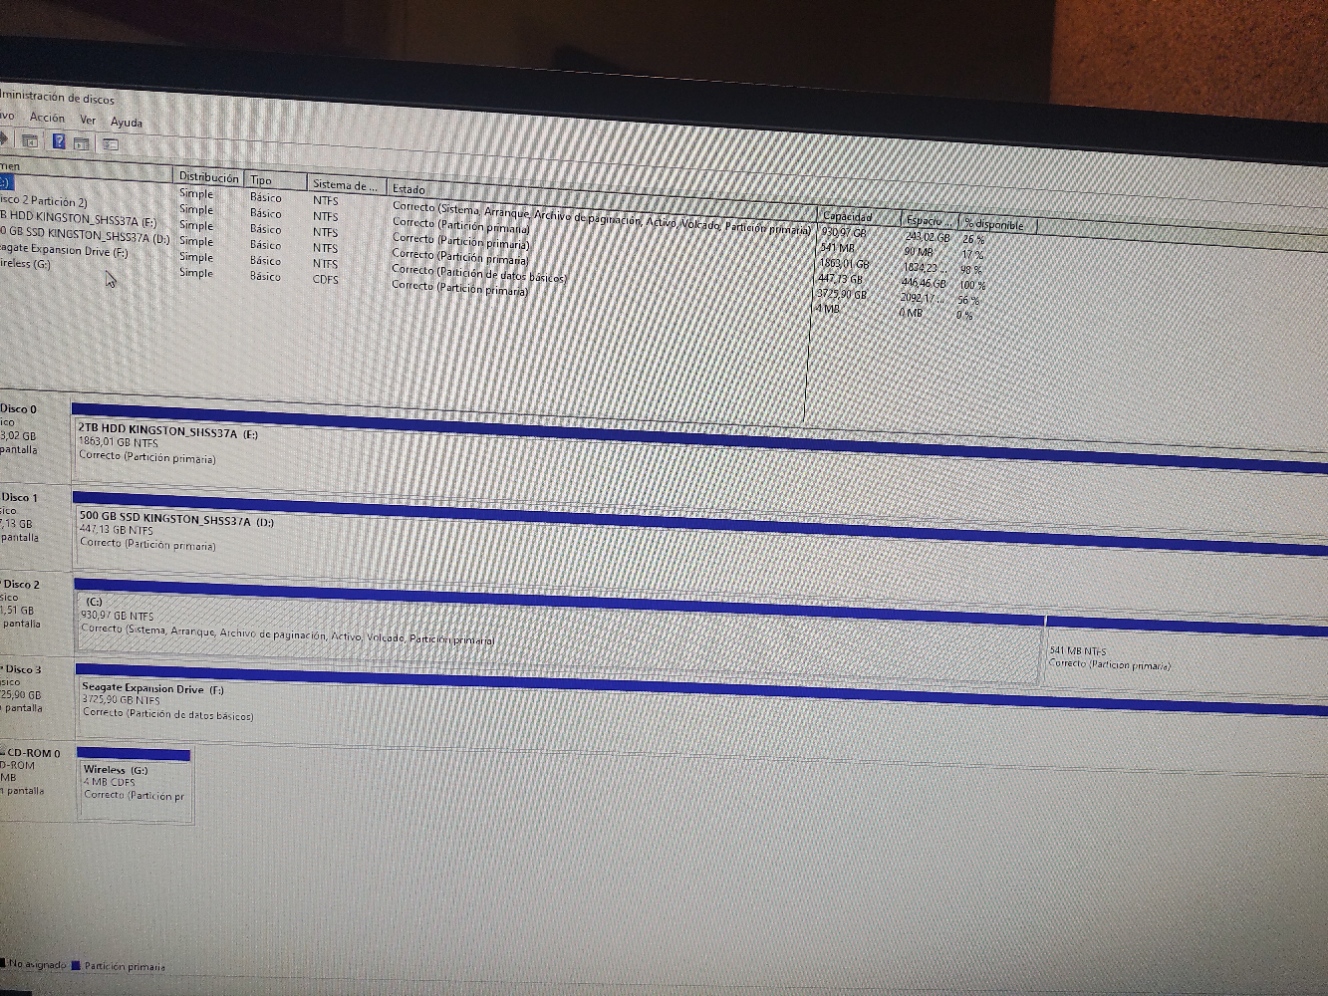 ministración de discos
ivo Acción Ver Ayuda
men Distribución Tipo Sistema de ... Estado Capacidad Espacio ... % disponible
:) Simple Básico NTFS Correcto (Sistema, Arranque, Archivo de paginación, Activo, Volcado, Partición primaria) 930,97 GB 243,02 GB 26 %
isco 2 Partición 2) Simple Básico NTFS Correcto (Partición primaria) 541 MB 90 MB 17 %
B HDD KINGSTON_SHSS37A (E:) Simple Básico NTFS Correcto (Partición primaria) 1863,01 GB 1824,23 ... 98 %
0 GB SSD KINGSTON_SHSS37A (D:) Simple Básico NTFS Correcto (Partición primaria) 447,13 GB 446,46 GB 100 %
eagate Expansion Drive (F:) Simple Básico NTFS Correcto (Partición de datos básicos) 3725,90 GB 2092,17 ... 56 %
ireless (G:) Simple Básico CDFS Correcto (Partición primaria) 4 MB 0 MB 0 %
Disco 0
ico
3,02 GB
pantalla
2TB HDD KINGSTON_SHSS37A (E:)
1863,01 GB NTFS
Correcto (Partición primaria)
Disco 1
sico
7,13 GB
pantalla
500 GB SSD KINGSTON_SHSS37A (D:)
447,13 GB NTFS
Correcto (Partición primaria)
Disco 2
sico
1,51 GB
pantalla
(C:)
930,97 GB NTFS
Correcto (Sistema, Arranque, Archivo de paginación, Activo, Volcado, Partición primaria)
541 MB NTFS
Correcto (Partición primaria)
Disco 3
sico
25,90 GB
pantalla
Seagate Expansion Drive (F:)
3725,90 GB NTFS
Correcto (Partición de datos básicos)
CD-ROM 0
D-ROM
MB
n pantalla
Wireless (G:)
4 MB CDFS
Correcto (Partición pr
No asignado Partición primaria